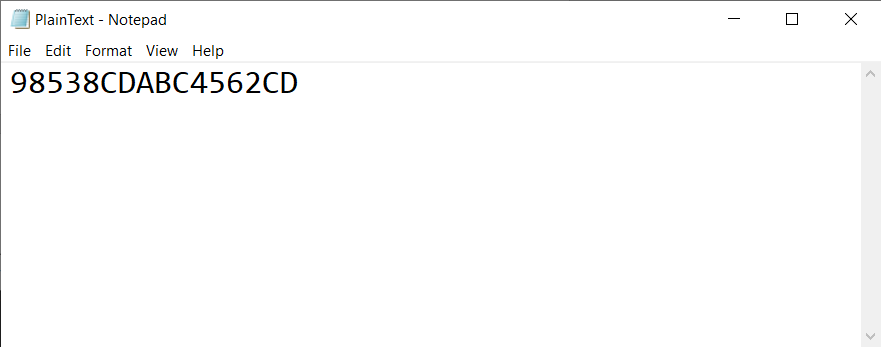 PlainText - Notepad
File Edit Format View Help
98538CDABC4562CD